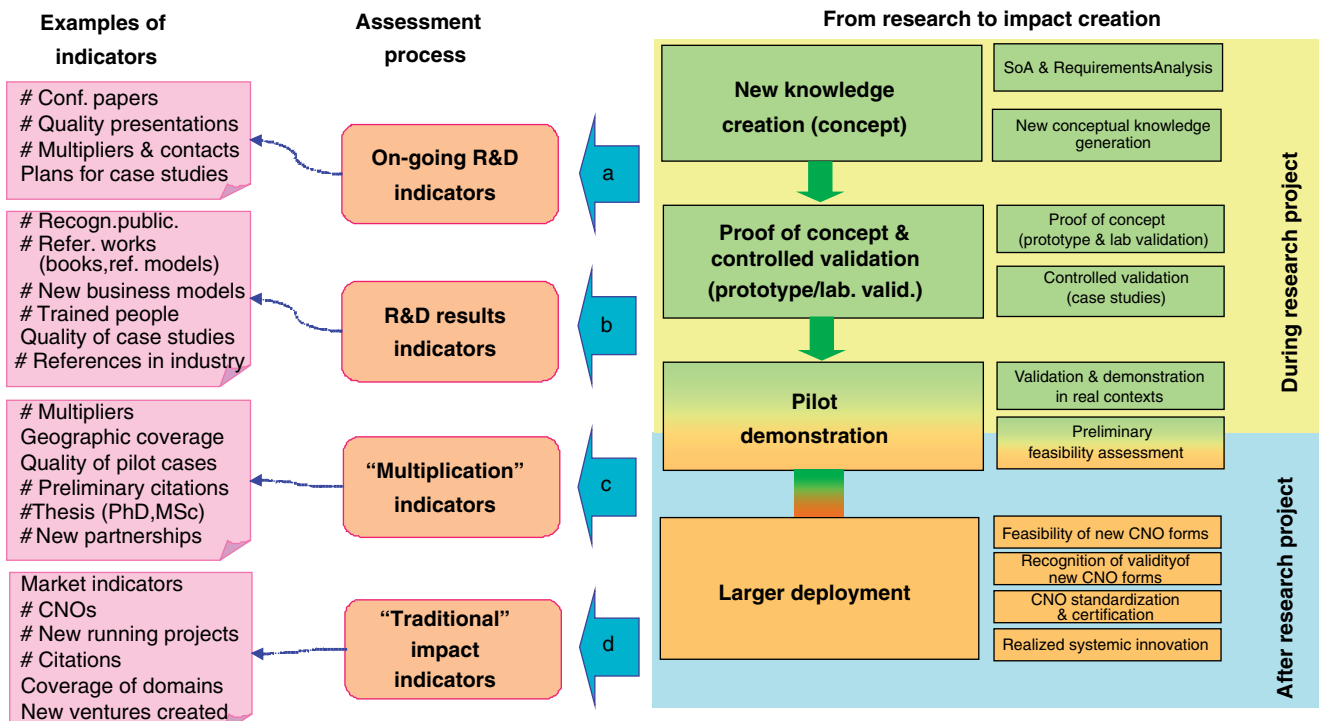 Examples of
indicators
# Conf. papers
# Quality presentations
# Multipliers & contacts
Plans for case studies
# Recogn.public.
# Refer. works
(books,ref. models)
# New business models
# Trained people
Quality of case studies
# References in industry
# Multipliers
Geographic coverage
Quality of pilot cases
# Preliminary citations
#Thesis (PhD,MSc)
# New partnerships
Market indicators
# CNOs
# New running projects
# Citations
Coverage of domains
New ventures created
Assessment
process
On-going R&D
indicators
R&D results
indicators
“Multiplication”
indicators
“Traditional”
impact
indicators
a
b
c
d
From research to impact creation
New knowledge
creation (concept)
Proof of concept &
controlled validation
(prototype/lab. valid.)
Pilot
demonstration
Larger deployment
SoA & RequirementsAnalysis
New conceptual knowledge
generation
Proof of concept
(prototype & lab validation)
Controlled validation
(case studies)
Validation & demonstration
in real contexts
Preliminary
feasibility assessment
Feasibility of new CNO forms
Recognition of validityof
new CNO forms
CNO standardization
& certification
Realized systemic innovation
During research project
After research project